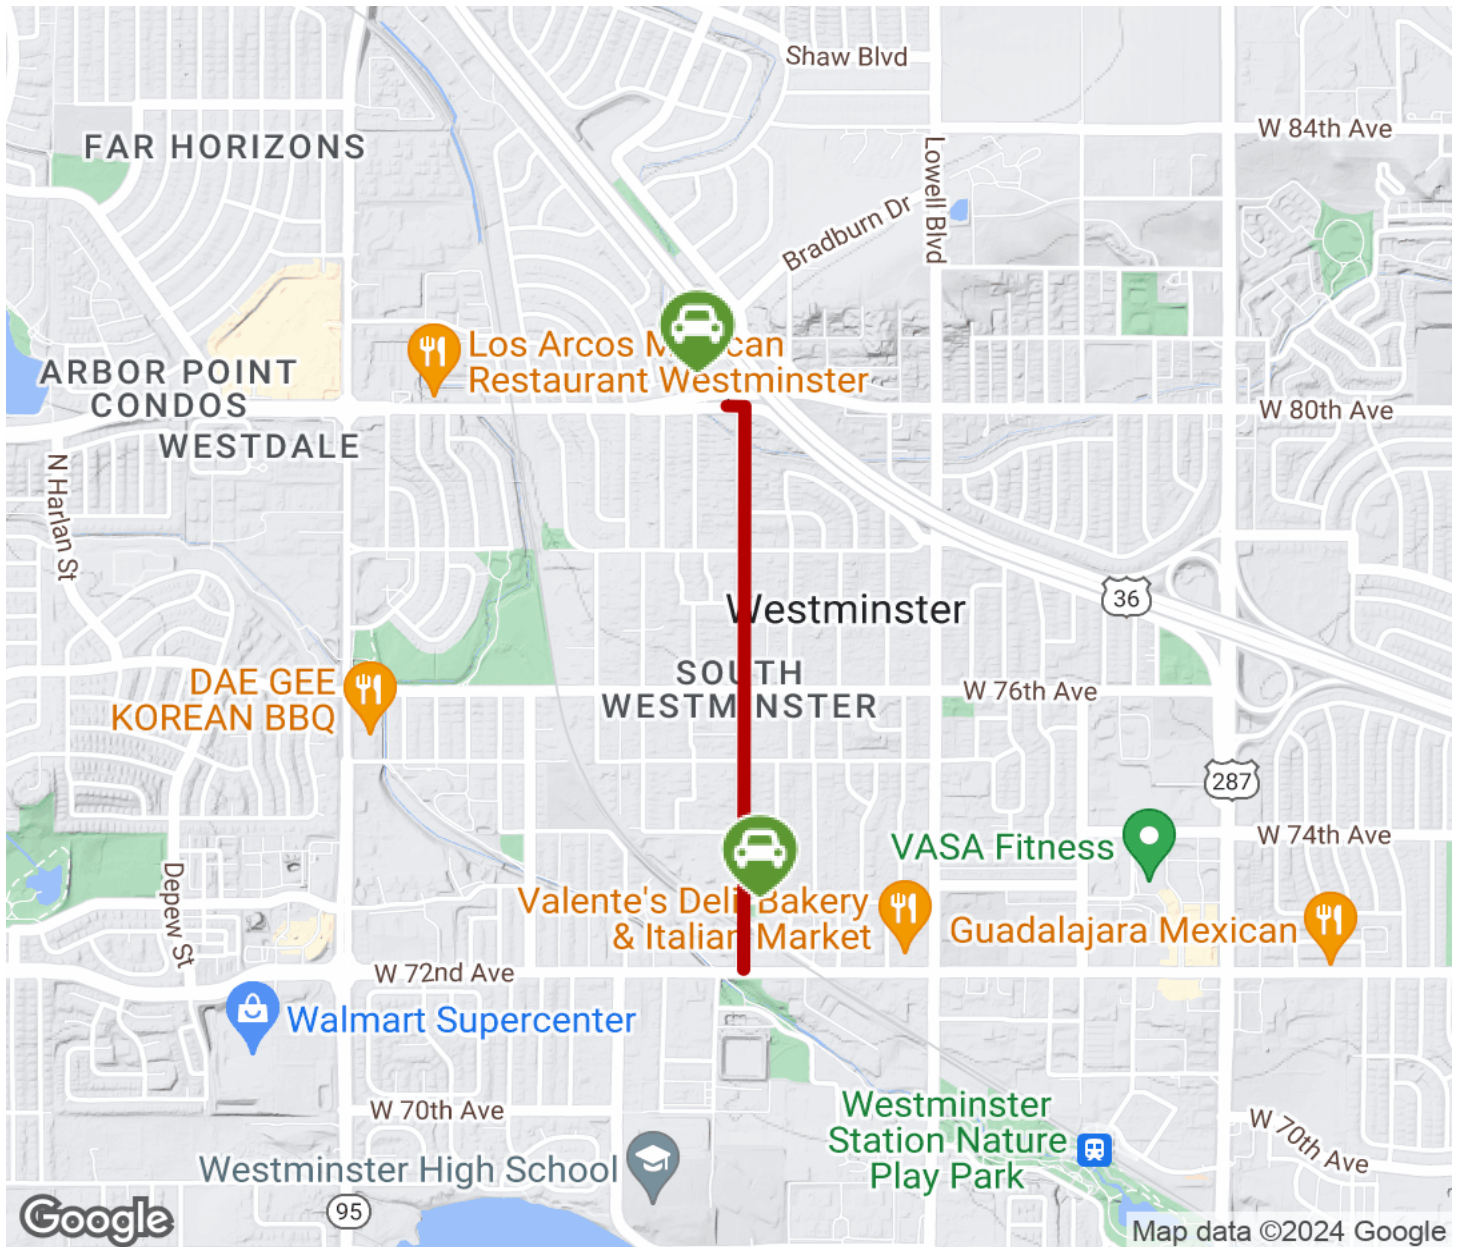 Shaw Blvd
W 84th Ave
FAR HORIZONS
Lowell Blvd
Bradburn Dr
Los Arcos M can
Restaurant Westminster
ARBOR POINT
CONDOS
WESTDALE
W 80th Ave
N Harlan St
36
Westminster
SOUTH
WESTMINSTER
W 76th Ave
DAE GEE
KOREAN BBQ
287
VASA Fitness
W 74th Ave
Depew St
Valente's Deli Bakery
& Italian Market
Guadalajara Mexican
W 72nd Ave
Walmart Supercenter
W 70th Ave
Westminster
Station Nature
Play Park
W 70th Ave
Westminster High School
95
Google
Map data ©2024 Google